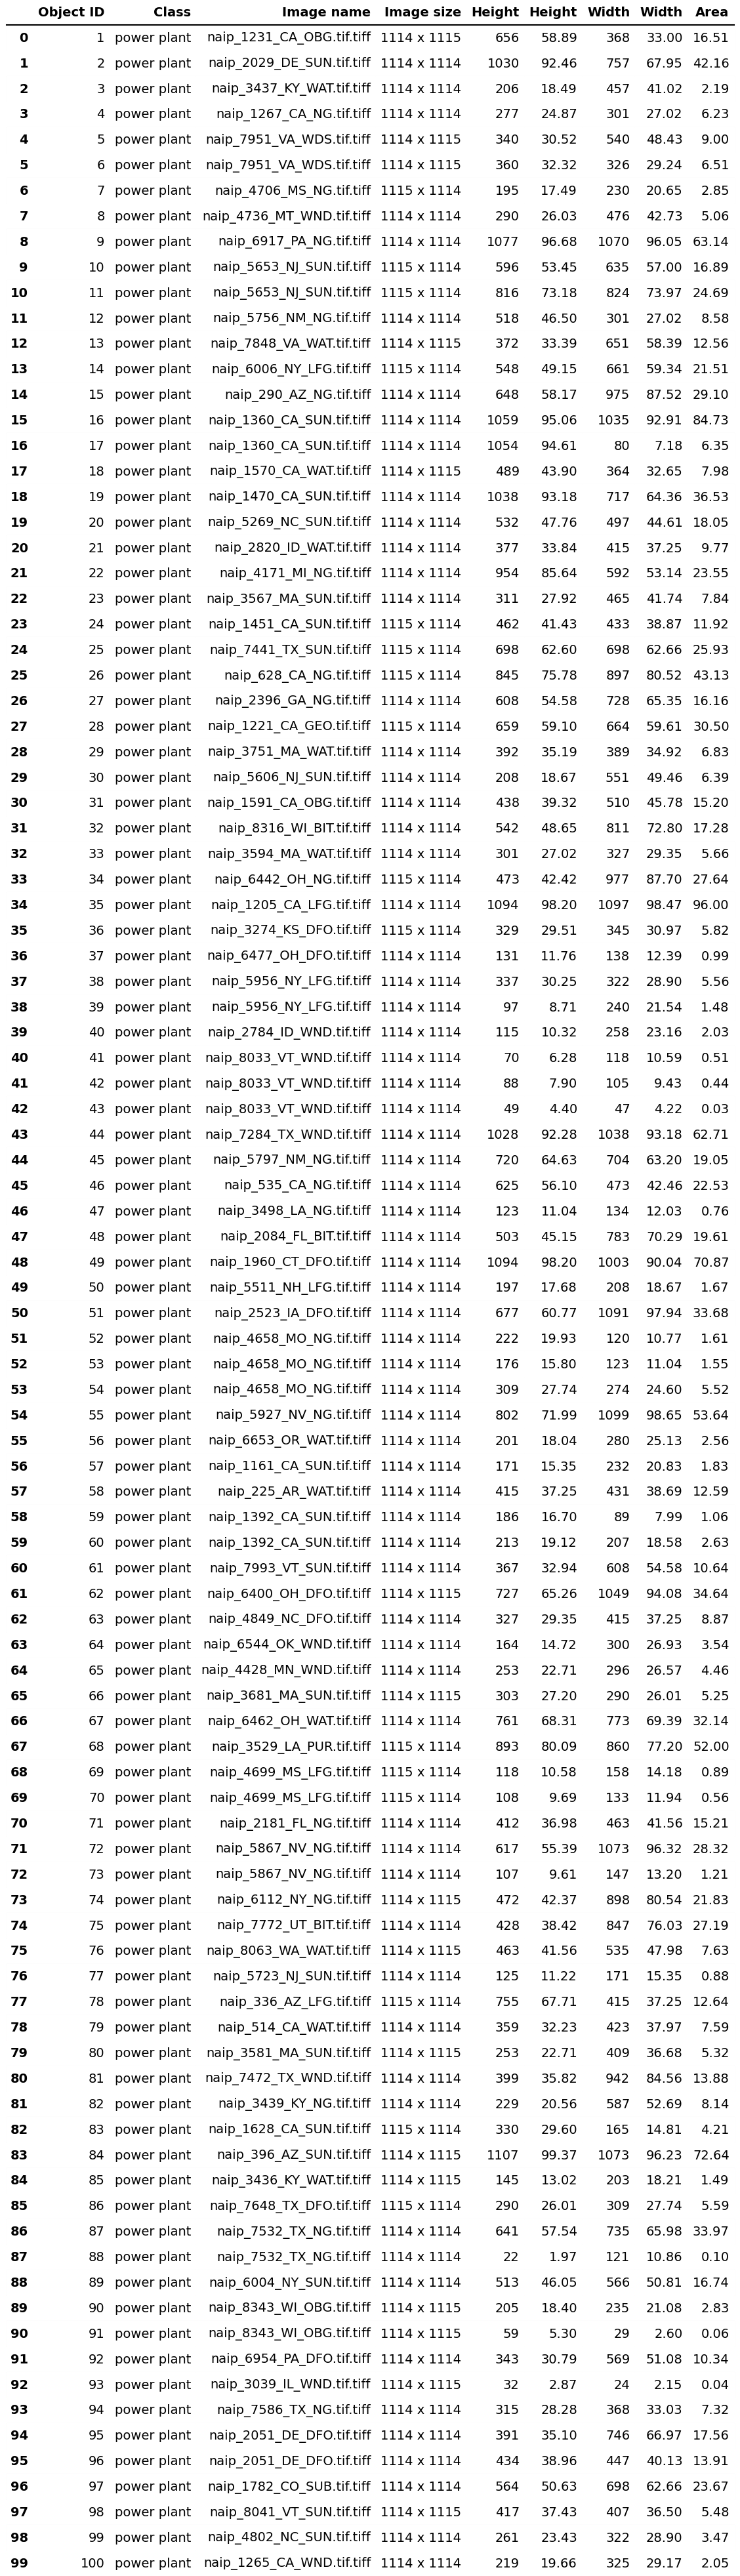 Object ID Class Image name Image size Height Height Width Width Area
0 1 power plant naip_1231_CA_OBG.tif.tiff 1114 x 1115 656 58.89 368 33.00 16.51
1 2 power plant naip_2029_DE_SUN.tif.tiff 1114 x 1114 1030 92.46 757 67.95 42.16
2 3 power plant naip_3437_KY_WAT.tif.tiff 1114 x 1114 206 18.49 457 41.02 2.19
3 4 power plant naip_1267_CA_NG.tif.tiff 1114 x 1114 277 24.87 301 27.02 6.23
4 5 power plant naip_7951_VA_WDS.tif.tiff 1114 x 1115 340 30.52 540 48.43 9.00
5 6 power plant naip_7951_VA_WDS.tif.tiff 1114 x 1115 360 32.32 326 29.24 6.51
6 7 power plant naip_4706_MS_NG.tif.tiff 1115 x 1114 195 17.49 230 20.65 2.85
7 8 power plant naip_4736_MT_WND.tif.tiff 1114 x 1114 290 26.03 476 42.73 5.06
8 9 power plant naip_6917_PA_NG.tif.tiff 1114 x 1114 1077 96.68 1070 96.05 63.14
9 10 power plant naip_5653_NJ_SUN.tif.tiff 1115 x 1114 596 53.45 635 57.00 16.89
10 11 power plant naip_5653_NJ_SUN.tif.tiff 1115 x 1114 816 73.18 824 73.97 24.69
11 12 power plant naip_5756_NM_NG.tif.tiff 1114 x 1114 518 46.50 301 27.02 8.58
12 13 power plant naip_7848_VA_WAT.tif.tiff 1114 x 1115 372 33.39 651 58.39 12.56
13 14 power plant naip_6006_NY_LFG.tif.tiff 1115 x 1114 548 49.15 661 59.34 21.51
14 15 power plant naip_290_AZ_NG.tif.tiff 1114 x 1114 648 58.17 975 87.52 29.10
15 16 power plant naip_1360_CA_SUN.tif.tiff 1114 x 1114 1059 95.06 1035 92.91 84.73
16 17 power plant naip_1360_CA_SUN.tif.tiff 1114 x 1114 1054 94.61 80 7.18 6.35
17 18 power plant naip_1570_CA_WAT.tif.tiff 1114 x 1115 489 43.90 364 32.65 7.98
18 19 power plant naip_1470_CA_SUN.tif.tiff 1114 x 1114 1038 93.18 717 64.36 36.53
19 20 power plant naip_5269_NC_SUN.tif.tiff 1114 x 1114 532 47.76 497 44.61 18.05
20 21 power plant naip_2820_ID_WAT.tif.tiff 1114 x 1114 377 33.84 415 37.25 9.77
21 22 power plant naip_4171_MI_NG.tif.tiff 1114 x 1114 954 85.64 592 53.14 23.55
22 23 power plant naip_3567_MA_SUN.tif.tiff 1114 x 1114 311 27.92 465 41.74 7.84
23 24 power plant naip_1451_CA_SUN.tif.tiff 1115 x 1114 462 41.43 433 38.87 11.92
24 25 power plant naip_7441_TX_SUN.tif.tiff 1115 x 1114 698 62.60 698 62.66 25.93
25 26 power plant naip_628_CA_NG.tif.tiff 1115 x 1114 845 75.78 897 80.52 43.13
26 27 power plant naip_2396_GA_NG.tif.tiff 1114 x 1114 608 54.58 728 65.35 16.16
27 28 power plant naip_1221_CA_GEO.tif.tiff 1115 x 1114 659 59.10 664 59.61 30.50
28 29 power plant naip_3751_MA_WAT.tif.tiff 1114 x 1114 392 35.19 389 34.92 6.83
29 30 power plant naip_5606_NJ_SUN.tif.tiff 1114 x 1114 208 18.67 551 49.46 6.39
30 31 power plant naip_1591_CA_OBG.tif.tiff 1114 x 1114 438 39.32 510 45.78 15.20
31 32 power plant naip_8316_WI_BIT.tif.tiff 1114 x 1114 542 48.65 811 72.80 17.28
32 33 power plant naip_3594_MA_WAT.tif.tiff 1114 x 1114 301 27.02 327 29.35 5.66
33 34 power plant naip_6442_OH_NG.tif.tiff 1115 x 1114 473 42.42 977 87.70 27.64
34 35 power plant naip_1205_CA_LFG.tif.tiff 1114 x 1114 1094 98.20 1097 98.47 96.00
35 36 power plant naip_3274_KS_DFO.tif.tiff 1115 x 1114 329 29.51 345 30.97 5.82
36 37 power plant naip_6477_OH_DFO.tif.tiff 1114 x 1114 131 11.76 138 12.39 0.99
37 38 power plant naip_5956_NY_LFG.tif.tiff 1114 x 1114 337 30.25 322 28.90 5.56
38 39 power plant naip_5956_NY_LFG.tif.tiff 1114 x 1114 97 8.71 240 21.54 1.48
39 40 power plant naip_2784_ID_WND.tif.tiff 1114 x 1114 115 10.32 258 23.16 2.03
40 41 power plant naip_8033_VT_WND.tif.tiff 1114 x 1114 70 6.28 118 10.59 0.51
41 42 power plant naip_8033_VT_WND.tif.tiff 1114 x 1114 88 7.90 105 9.43 0.44
42 43 power plant naip_8033_VT_WND.tif.tiff 1114 x 1114 49 4.40 47 4.22 0.03
43 44 power plant naip_7284_TX_WND.tif.tiff 1114 x 1114 1028 92.28 1038 93.18 62.71
44 45 power plant naip_5797_NM_NG.tif.tiff 1114 x 1114 720 64.63 704 63.20 19.05
45 46 power plant naip_535_CA_NG.tif.tiff 1114 x 1114 625 56.10 473 42.46 22.53
46 47 power plant naip_3498_LA_NG.tif.tiff 1114 x 1114 123 11.04 134 12.03 0.76
47 48 power plant naip_2084_FL_BIT.tif.tiff 1114 x 1114 503 45.15 783 70.29 19.61
48 49 power plant naip_1960_CT_DFO.tif.tiff 1114 x 1114 1094 98.20 1003 90.04 70.87
49 50 power plant naip_5511_NH_LFG.tif.tiff 1114 x 1114 197 17.68 208 18.67 1.67
50 51 power plant naip_2523_IA_DFO.tif.tiff 1114 x 1114 677 60.77 1091 97.94 33.68
51 52 power plant naip_4658_MO_NG.tif.tiff 1114 x 1114 222 19.93 120 10.77 1.61
52 53 power plant naip_4658_MO_NG.tif.tiff 1114 x 1114 176 15.80 123 11.04 1.55
53 54 power plant naip_4658_MO_NG.tif.tiff 1114 x 1114 309 27.74 274 24.60 5.52
54 55 power plant naip_5927_NV_NG.tif.tiff 1114 x 1114 802 71.99 1099 98.65 53.64
55 56 power plant naip_6653_OR_WAT.tif.tiff 1114 x 1114 201 18.04 280 25.13 2.56
56 57 power plant naip_1161_CA_SUN.tif.tiff 1114 x 1114 171 15.35 232 20.83 1.83
57 58 power plant naip_225_AR_WAT.tif.tiff 1114 x 1114 415 37.25 431 38.69 12.59
58 59 power plant naip_1392_CA_SUN.tif.tiff 1114 x 1114 186 16.70 89 7.99 1.06
59 60 power plant naip_1392_CA_SUN.tif.tiff 1114 x 1114 213 19.12 207 18.58 2.63
60 61 power plant naip_7993_VT_SUN.tif.tiff 1114 x 1114 367 32.94 608 54.58 10.64
61 62 power plant naip_6400_OH_DFO.tif.tiff 1114 x 1115 727 65.26 1049 94.08 34.64
62 63 power plant naip_4849_NC_DFO.tif.tiff 1114 x 1114 327 29.35 415 37.25 8.87
63 64 power plant naip_6544_OK_WND.tif.tiff 1114 x 1114 164 14.72 300 26.93 3.54
64 65 power plant naip_4428_MN_WND.tif.tiff 1114 x 1114 253 22.71 296 26.57 4.46
65 66 power plant naip_3681_MA_SUN.tif.tiff 1114 x 1115 303 27.20 290 26.01 5.25
66 67 power plant naip_6462_OH_WAT.tif.tiff 1114 x 1114 761 68.31 773 69.39 32.14
67 68 power plant naip_3529_LA_PUR.tif.tiff 1115 x 1114 893 80.09 860 77.20 52.00
68 69 power plant naip_4699_MS_LFG.tif.tiff 1115 x 1114 118 10.58 158 14.18 0.89
69 70 power plant naip_4699_MS_LFG.tif.tiff 1115 x 1114 108 9.69 133 11.94 0.56
70 71 power plant naip_2181_FL_NG.tif.tiff 1114 x 1114 412 36.98 463 41.56 15.21
71 72 power plant naip_5867_NV_NG.tif.tiff 1114 x 1114 617 55.39 1073 96.32 28.32
72 73 power plant naip_5867_NV_NG.tif.tiff 1114 x 1114 107 9.61 147 13.20 1.21
73 74 power plant naip_6112_NY_NG.tif.tiff 1114 x 1115 472 42.37 898 80.54 21.83
74 75 power plant naip_7772_UT_BIT.tif.tiff 1114 x 1114 428 38.42 847 76.03 27.19
75 76 power plant naip_8063_WA_WAT.tif.tiff 1114 x 1115 463 41.56 535 47.98 7.63
76 77 power plant naip_5723_NJ_SUN.tif.tiff 1114 x 1114 125 11.22 171 15.35 0.88
77 78 power plant naip_336_AZ_LFG.tif.tiff 1115 x 1114 755 67.71 415 37.25 12.64
78 79 power plant naip_514_CA_WAT.tif.tiff 1114 x 1114 359 32.23 423 37.97 7.59
79 80 power plant naip_3581_MA_SUN.tif.tiff 1114 x 1115 253 22.71 409 36.68 5.32
80 81 power plant naip_7472_TX_WND.tif.tiff 1114 x 1114 399 35.82 942 84.56 13.88
81 82 power plant naip_3439_KY_NG.tif.tiff 1114 x 1114 229 20.56 587 52.69 8.14
82 83 power plant naip_1628_CA_SUN.tif.tiff 1115 x 1114 330 29.60 165 14.81 4.21
83 84 power plant naip_396_AZ_SUN.tif.tiff 1114 x 1115 1107 99.37 1073 96.23 72.64
84 85 power plant naip_3436_KY_WAT.tif.tiff 1114 x 1115 145 13.02 203 18.21 1.49
85 86 power plant naip_7648_TX_DFO.tif.tiff 1115 x 1114 290 26.01 309 27.74 5.59
86 87 power plant naip_7532_TX_NG.tif.tiff 1114 x 1114 641 57.54 735 65.98 33.97
87 88 power plant naip_7532_TX_NG.tif.tiff 1114 x 1114 22 1.97 121 10.86 0.10
88 89 power plant naip_6004_NY_SUN.tif.tiff 1114 x 1114 513 46.05 566 50.81 16.74
89 90 power plant naip_8343_WI_OBG.tif.tiff 1114 x 1115 205 18.40 235 21.08 2.83
90 91 power plant naip_8343_WI_OBG.tif.tiff 1114 x 1115 59 5.30 29 2.60 0.06
91 92 power plant naip_6954_PA_DFO.tif.tiff 1114 x 1114 343 30.79 569 51.08 10.34
92 93 power plant naip_3039_IL_WND.tif.tiff 1114 x 1115 32 2.87 24 2.15 0.04
93 94 power plant naip_7586_TX_NG.tif.tiff 1114 x 1114 315 28.28 368 33.03 7.32
94 95 power plant naip_2051_DE_DFO.tif.tiff 1114 x 1114 391 35.10 746 66.97 17.56
95 96 power plant naip_2051_DE_DFO.tif.tiff 1114 x 1114 434 38.96 447 40.13 13.91
96 97 power plant naip_1782_CO_SUB.tif.tiff 1114 x 1114 564 50.63 698 62.66 23.67
97 98 power plant naip_8041_VT_SUN.tif.tiff 1114 x 1115 417 37.43 407 36.50 5.48
98 99 power plant naip_4802_NC_SUN.tif.tiff 1114 x 1114 261 23.43 322 28.90 3.47
99 100 power plant naip_1265_CA_WND.tif.tiff 1114 x 1114 219 19.66 325 29.17 2.05